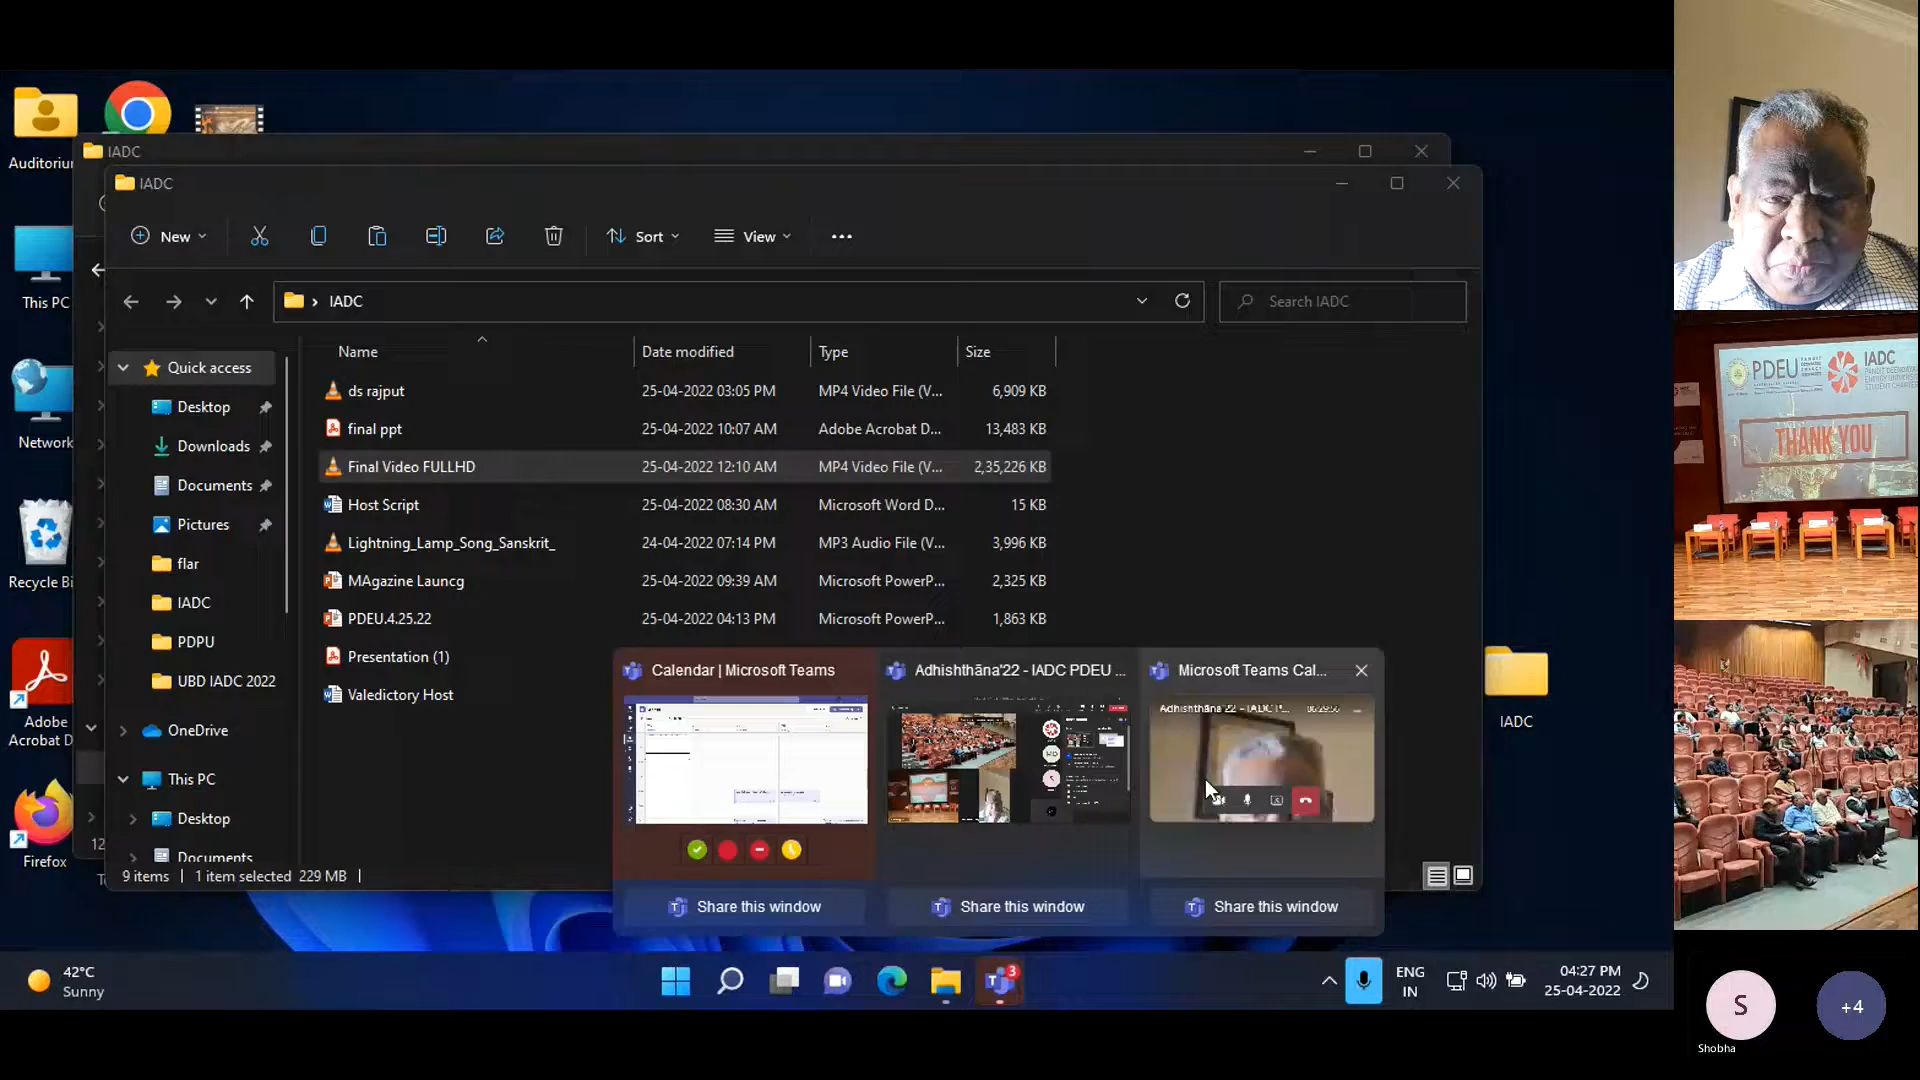 Auditoriu
This PC
Network
Recycle Bi
Adobe
Acrobat D
Firefox
IADC
IADC
New
Sort
View
IADC
Search IADC
Name
Date modified
Type
Size
Quick access
Desktop
Downloads
Documents
Pictures
flar
IADC
PDPU
UBD IADC 2022
OneDrive
This PC
Desktop
Documents
ds rajput 25-04-2022 03:05 PM MP4 Video File (V... 6,909 KB
final ppt 25-04-2022 10:07 AM Adobe Acrobat D... 13,483 KB
Final Video FULLHD 25-04-2022 12:10 AM MP4 Video File (V... 2,35,226 KB
Host Script 25-04-2022 08:30 AM Microsoft Word D... 15 KB
Lightning_Lamp_Song_Sanskrit_ 24-04-2022 07:14 PM MP3 Audio File (V... 3,996 KB
MAgazine Launcg 25-04-2022 09:39 AM Microsoft PowerP... 2,325 KB
PDEU.4.25.22 25-04-2022 04:13 PM Microsoft PowerP... 1,863 KB
Presentation (1)
Valedictory Host
9 items 1 item selected 229 MB
Calendar | Microsoft Teams
Adhishthāna'22 - IADC PDEU ...
Microsoft Teams Cal...
Share this window
Share this window
Share this window
IADC
42°C
Sunny
3
ENG
IN
04:27 PM
25-04-2022
PDEU
IADC
THANK YOU
S
Shobha
+4